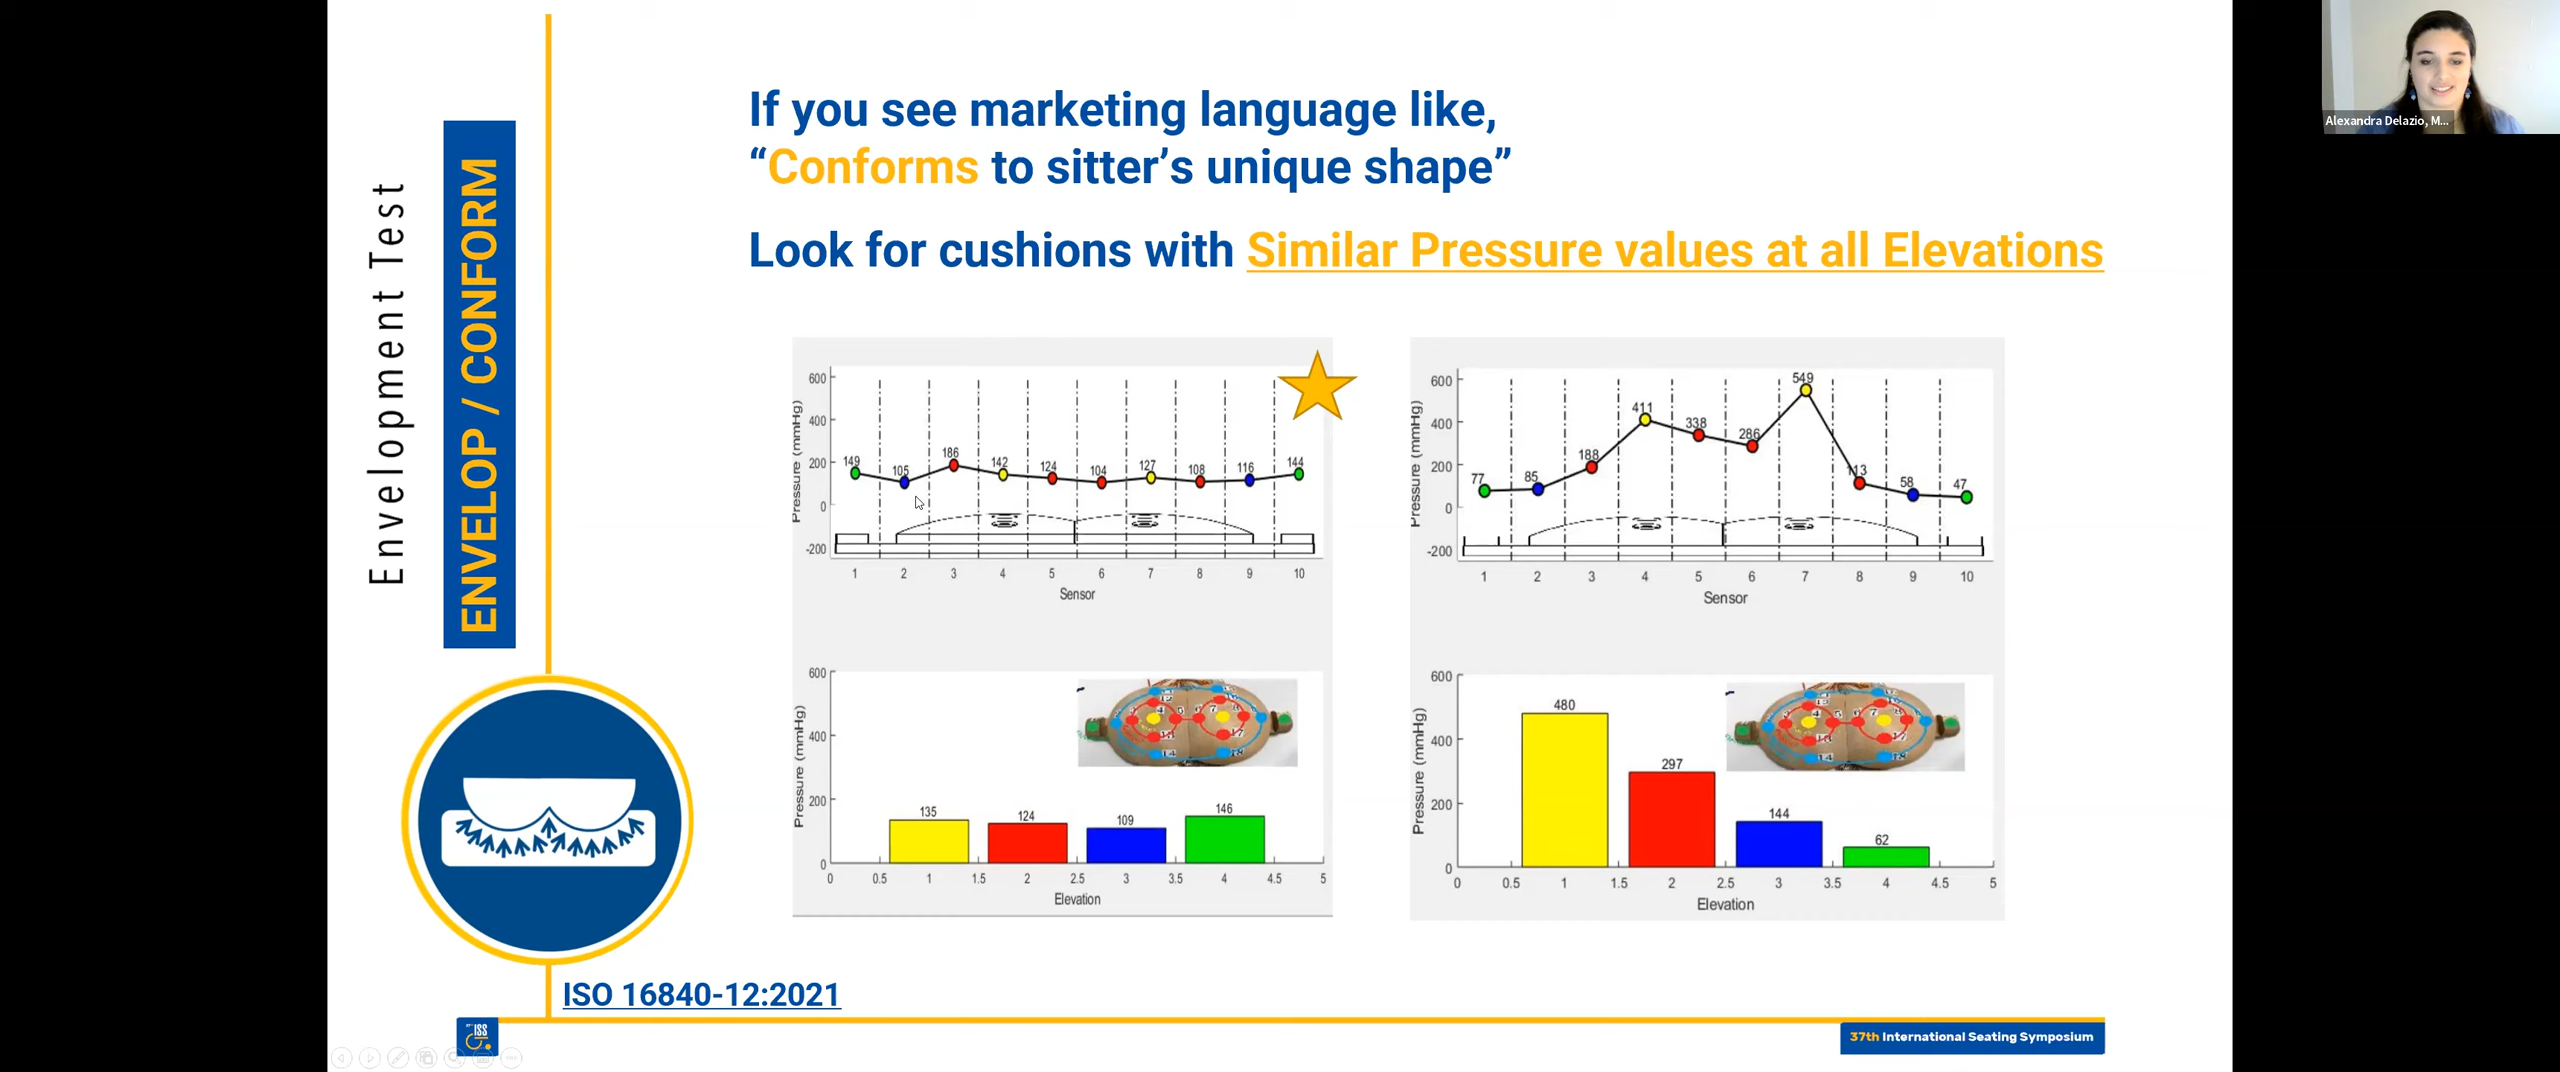 Envelopment Test
ENVELOP / CONFORM
If you see marketing language like,
“Conforms to sitter’s unique shape”
Look for cushions with Similar Pressure values at all Elevations
Alexandra Delazio, M...
Pressure (mmHg)
600
400
200
0
-200
149
105
186
142
124
104
127
108
116
144
1 2 3 4 5 6 7 8 9 10
Sensor
Pressure (mmHg)
600
400
200
0
-200
77
85
188
411
338
286
549
113
58
47
1 2 3 4 5 6 7 8 9 10
Sensor
Pressure (mmHg)
600
400
200
0
135
124
109
146
0 0.5 1 1.5 2 2.5 3 3.5 4 4.5 5
Elevation
Pressure (mmHg)
600
400
200
0
480
297
144
62
0 0.5 1 1.5 2 2.5 3 3.5 4 4.5 5
Elevation
ISO 16840-12:2021
ISS
37th International Seating Symposium